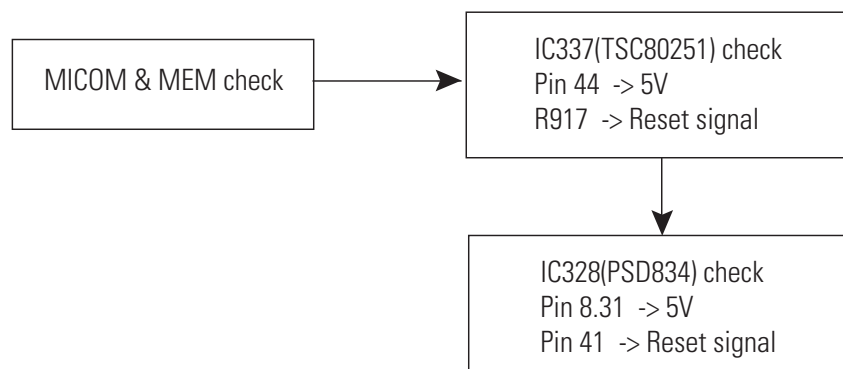 MICOM & MEM check
IC337(TSC80251) check
Pin 44 -> 5V
R917 -> Reset signal
IC328(PSD834) check
Pin 8.31 -> 5V
Pin 41 -> Reset signal